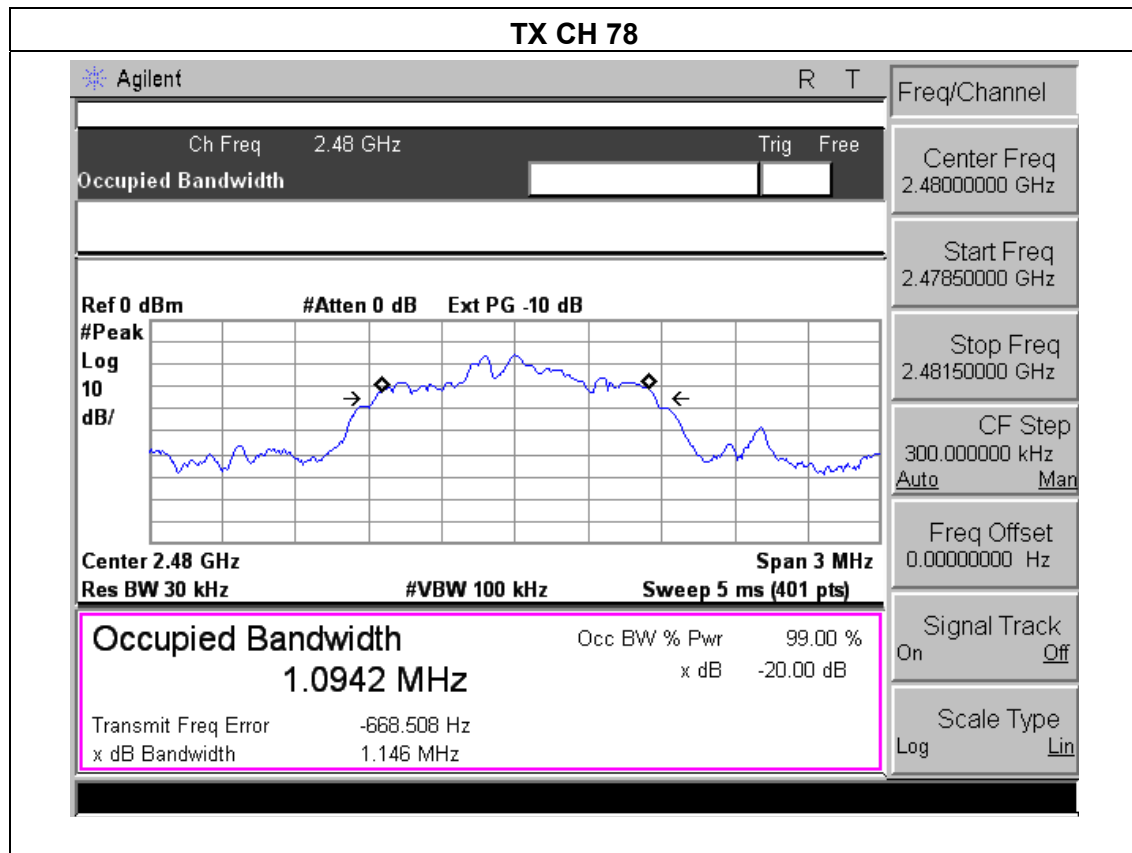 TX CH 78
Agilent R T
Ch Freq 2.48 GHz Trig Free
Occupied Bandwidth
Ref 0 dBm #Atten 0 dB Ext PG -10 dB
#Peak
Log
10
dB/
Center 2.48 GHz Span 3 MHz
Res BW 30 kHz #VBW 100 kHz Sweep 5 ms (401 pts)
Occupied Bandwidth Occ BW % Pwr 99.00 %
1.0942 MHz x dB -20.00 dB
Transmit Freq Error -668.508 Hz
x dB Bandwidth 1.146 MHz
Freq/Channel
Center Freq
2.48000000 GHz
Start Freq
2.47850000 GHz
Stop Freq
2.48150000 GHz
CF Step
300.000000 kHz
Auto Man
Freq Offset
0.00000000 Hz
Signal Track
On Off
Scale Type
Log Lin